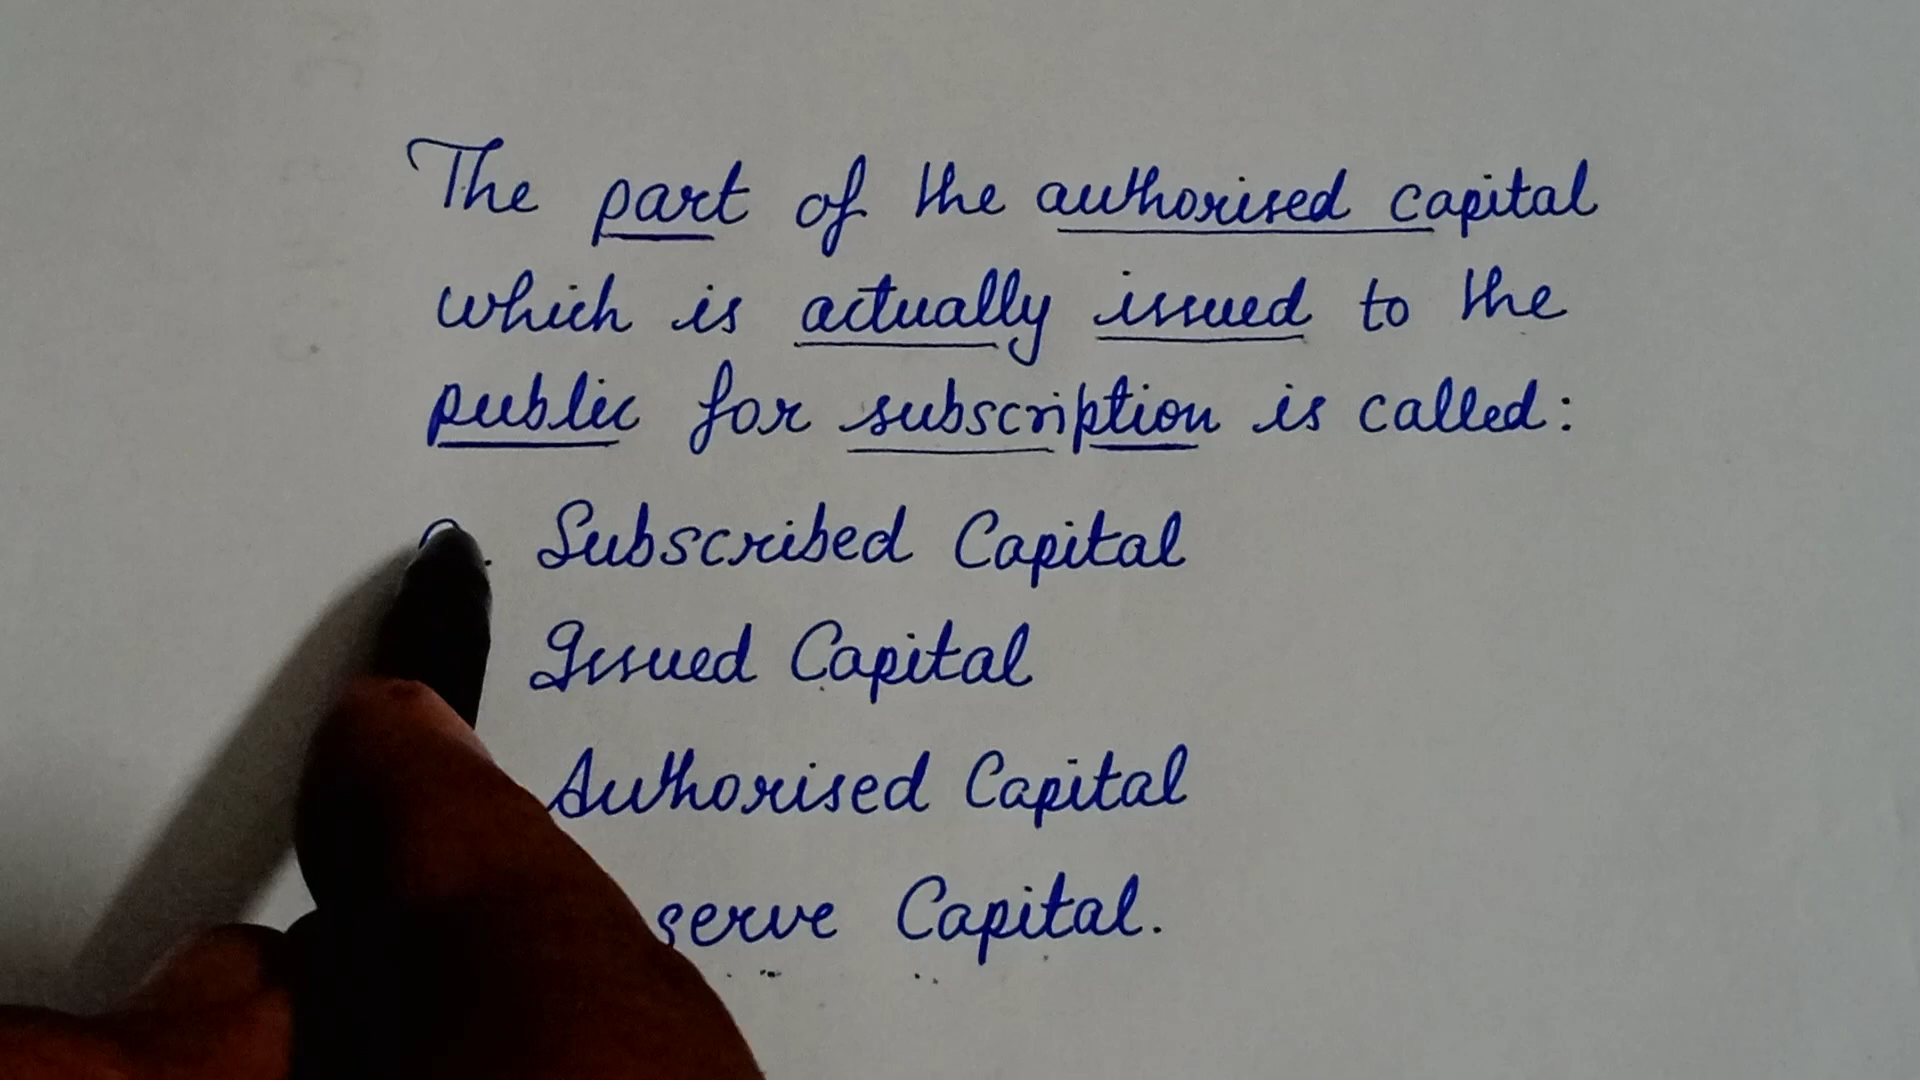 The part of the authorised capital
which is actually issued to the
public for subscription is called:
Subscribed Capital
Issued Capital
Authorised Capital
serve Capital.